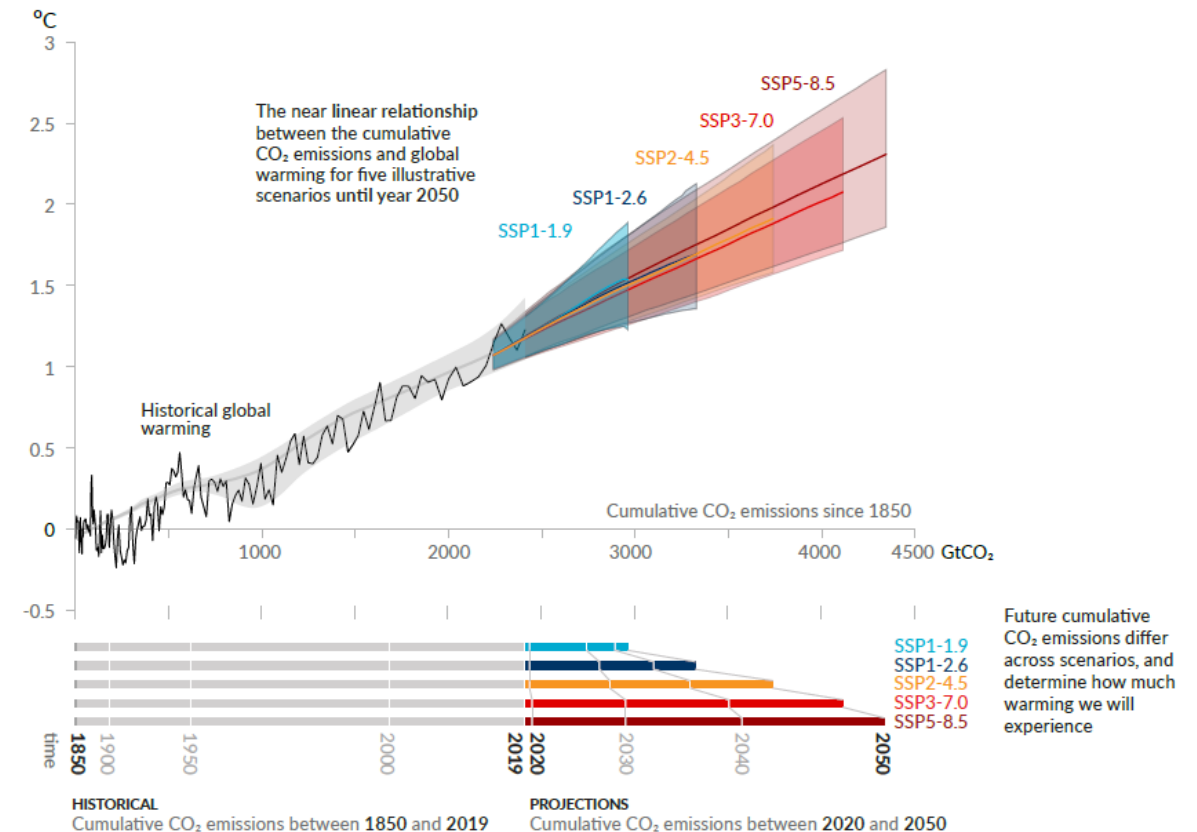 °C
3
SSP5-8.5
The near linear relationship
between the cumulative
CO₂ emissions and global
warming for five illustrative
scenarios until year 2050
2.5
SSP3-7.0
SSP2-4.5
2
SSP1-2.6
SSP1-1.9
1.5
1
Historical global
warming
0.5
Cumulative CO₂ emissions since 1850
0
1000
2000
3000
4000
4500 GtCO₂
-0.5
Future cumulative
CO₂ emissions differ
across scenarios, and
determine how much
warming we will
experience
SSP1-1.9
SSP1-2.6
SSP2-4.5
SSP3-7.0
SSP5-8.5
time
1850
1900
1950
2000
2019
2020
2030
2040
2050
HISTORICAL
Cumulative CO₂ emissions between 1850 and 2019
PROJECTIONS
Cumulative CO₂ emissions between 2020 and 2050